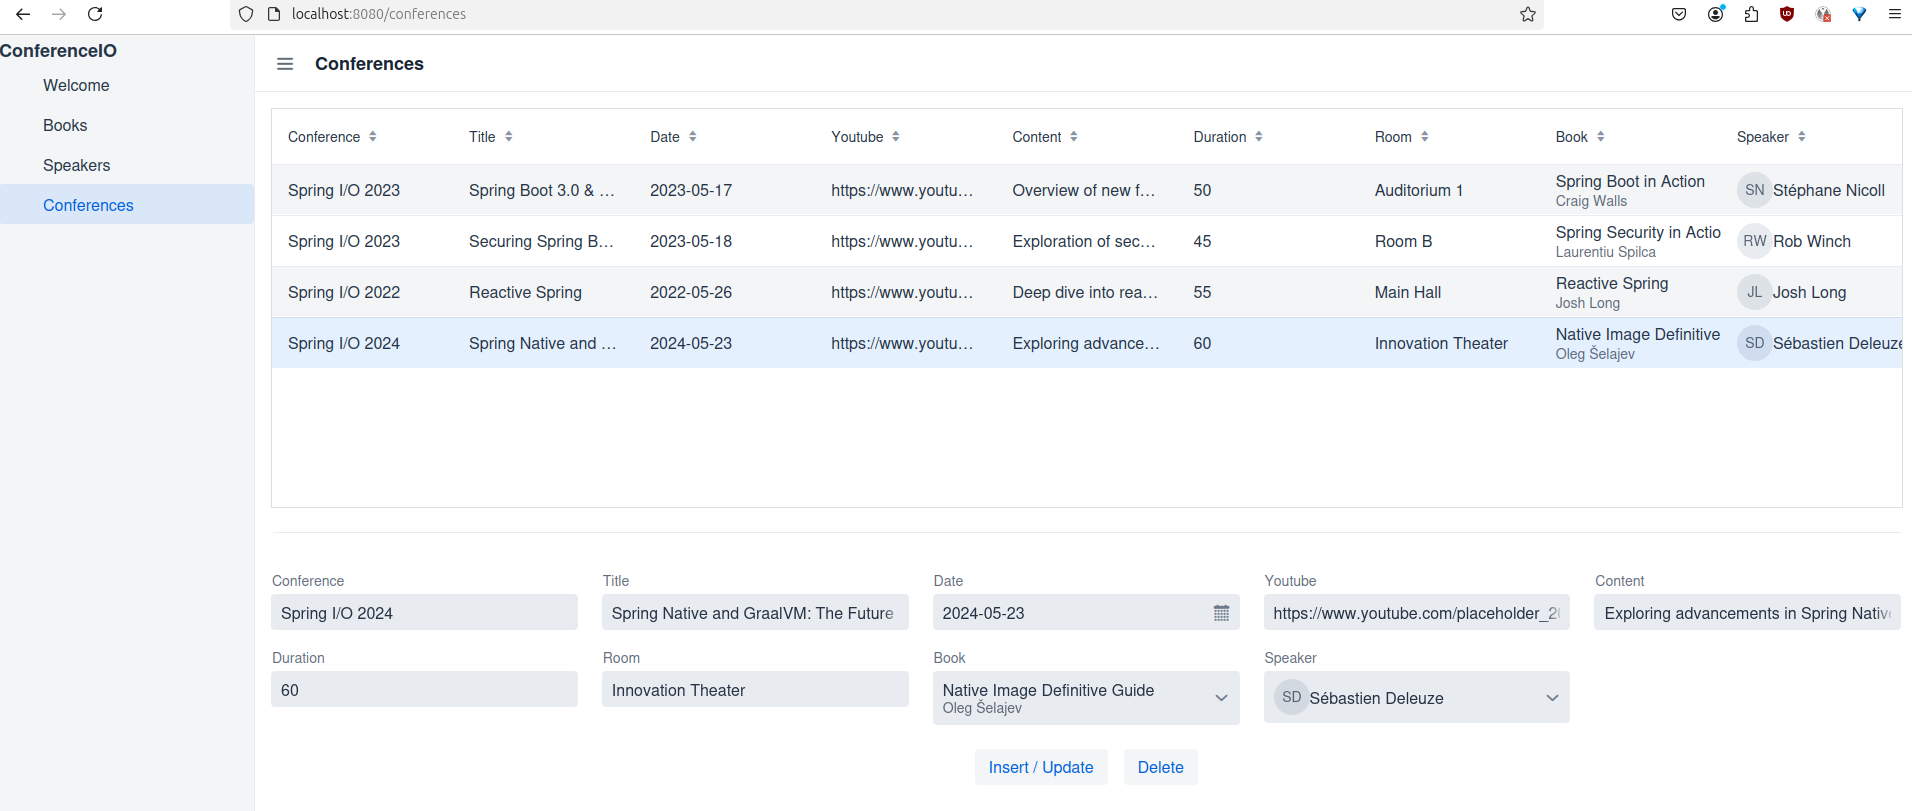 localhost:8080/conferences
ConferenceIO
Welcome
Books
Speakers
Conferences
Conferences
Conference Title Date Youtube Content Duration Room Book Speaker
Spring I/O 2023 Spring Boot 3.0 & ... 2023-05-17 https://www.youtu... Overview of new f... 50 Auditorium 1 Spring Boot in Action SN Stéphane Nicoll
Craig Walls
Spring I/O 2023 Securing Spring B... 2023-05-18 https://www.youtu... Exploration of sec... 45 Room B Spring Security in Actio RW Rob Winch
Laurentiu Spilca
Spring I/O 2022 Reactive Spring 2022-05-26 https://www.youtu... Deep dive into rea... 55 Main Hall Reactive Spring JL Josh Long
Josh Long
Spring I/O 2024 Spring Native and ... 2024-05-23 https://www.youtu... Exploring advance... 60 Innovation Theater Native Image Definitive SD Sébastien Deleuze
Oleg Šelajev
Conference Title Date Youtube Content
Spring I/O 2024 Spring Native and GraalVM: The Future 2024-05-23 https://www.youtube.com/placeholder_20 Exploring advancements in Spring Native
Duration Room Book Speaker
60 Innovation Theater Native Image Definitive Guide SD Sébastien Deleuze
Oleg Šelajev
Insert / Update Delete